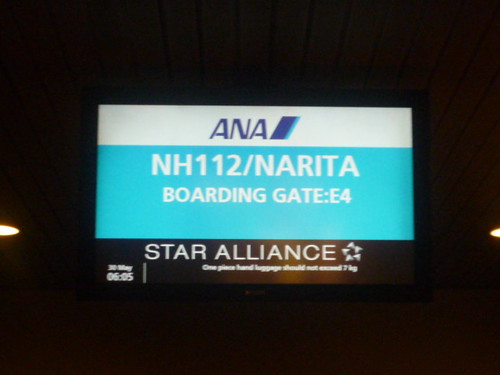 ANA
NH112/NARITA
BOARDING GATE:E4
STAR ALLIANCE
30 May
06:05
One piece hand luggage should not exceed 7 kg